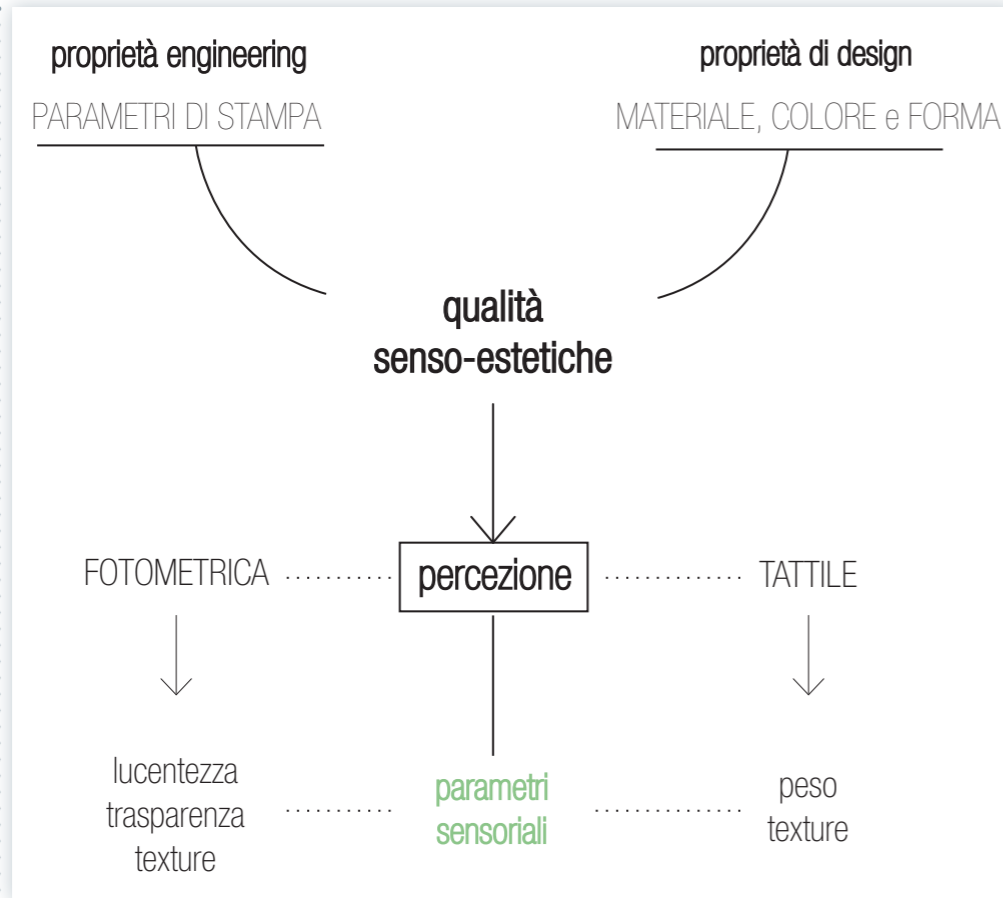 proprietà engineering
PARAMETRI DI STAMPA
proprietà di design
MATERIALE, COLORE e FORMA
qualità
senso-estetiche
FOTOMETRICA
percezione
TATTILE
lucentezza
trasparenza
texture
parametri
sensoriali
peso
texture